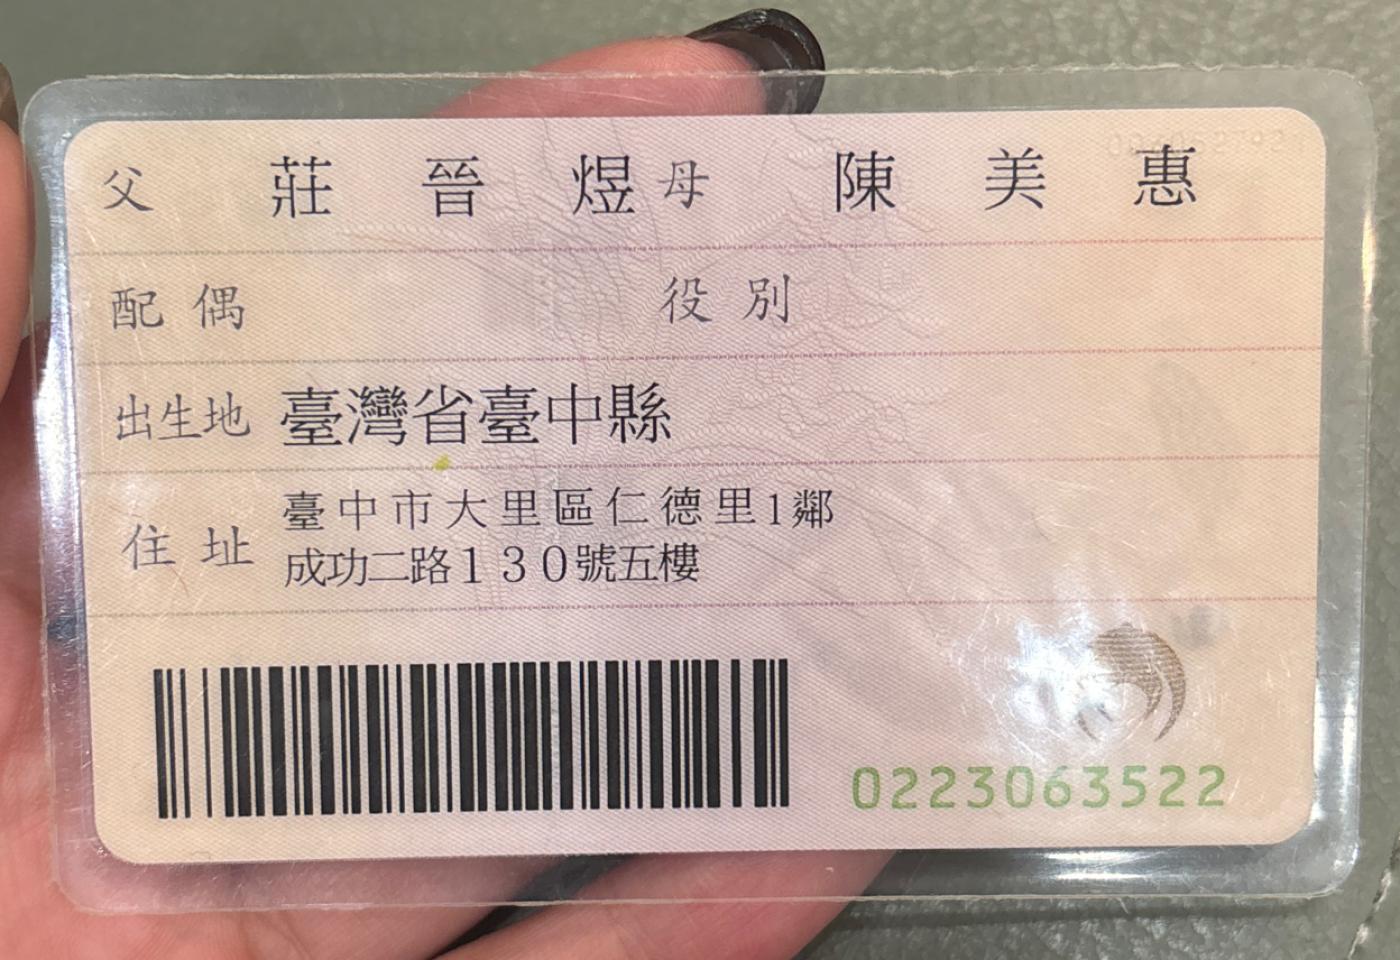 父 莊晉煜 母 陳美惠
配偶 役別
出生地 臺灣省臺中縣
住址 臺中市大里區仁德里1鄰
成功二路130號五樓
0223063522